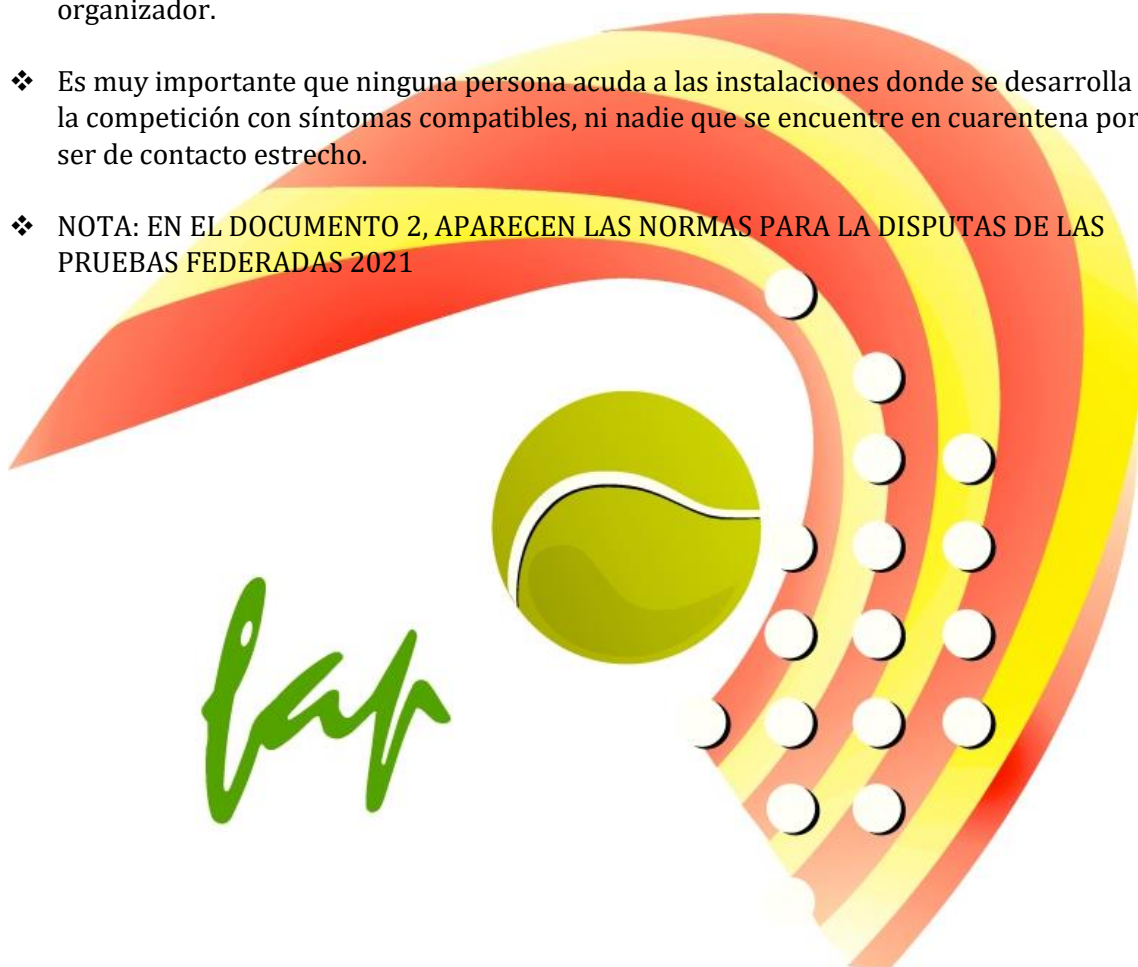 organizador.
❖ Es muy importante que ninguna persona acuda a las instalaciones donde se desarrolla
la competición con síntomas compatibles, ni nadie que se encuentre en cuarentena por
ser de contacto estrecho.
❖ NOTA: EN EL DOCUMENTO 2, APARECEN LAS NORMAS PARA LA DISPUTAS DE LAS
PRUEBAS FEDERADAS 2021
fap